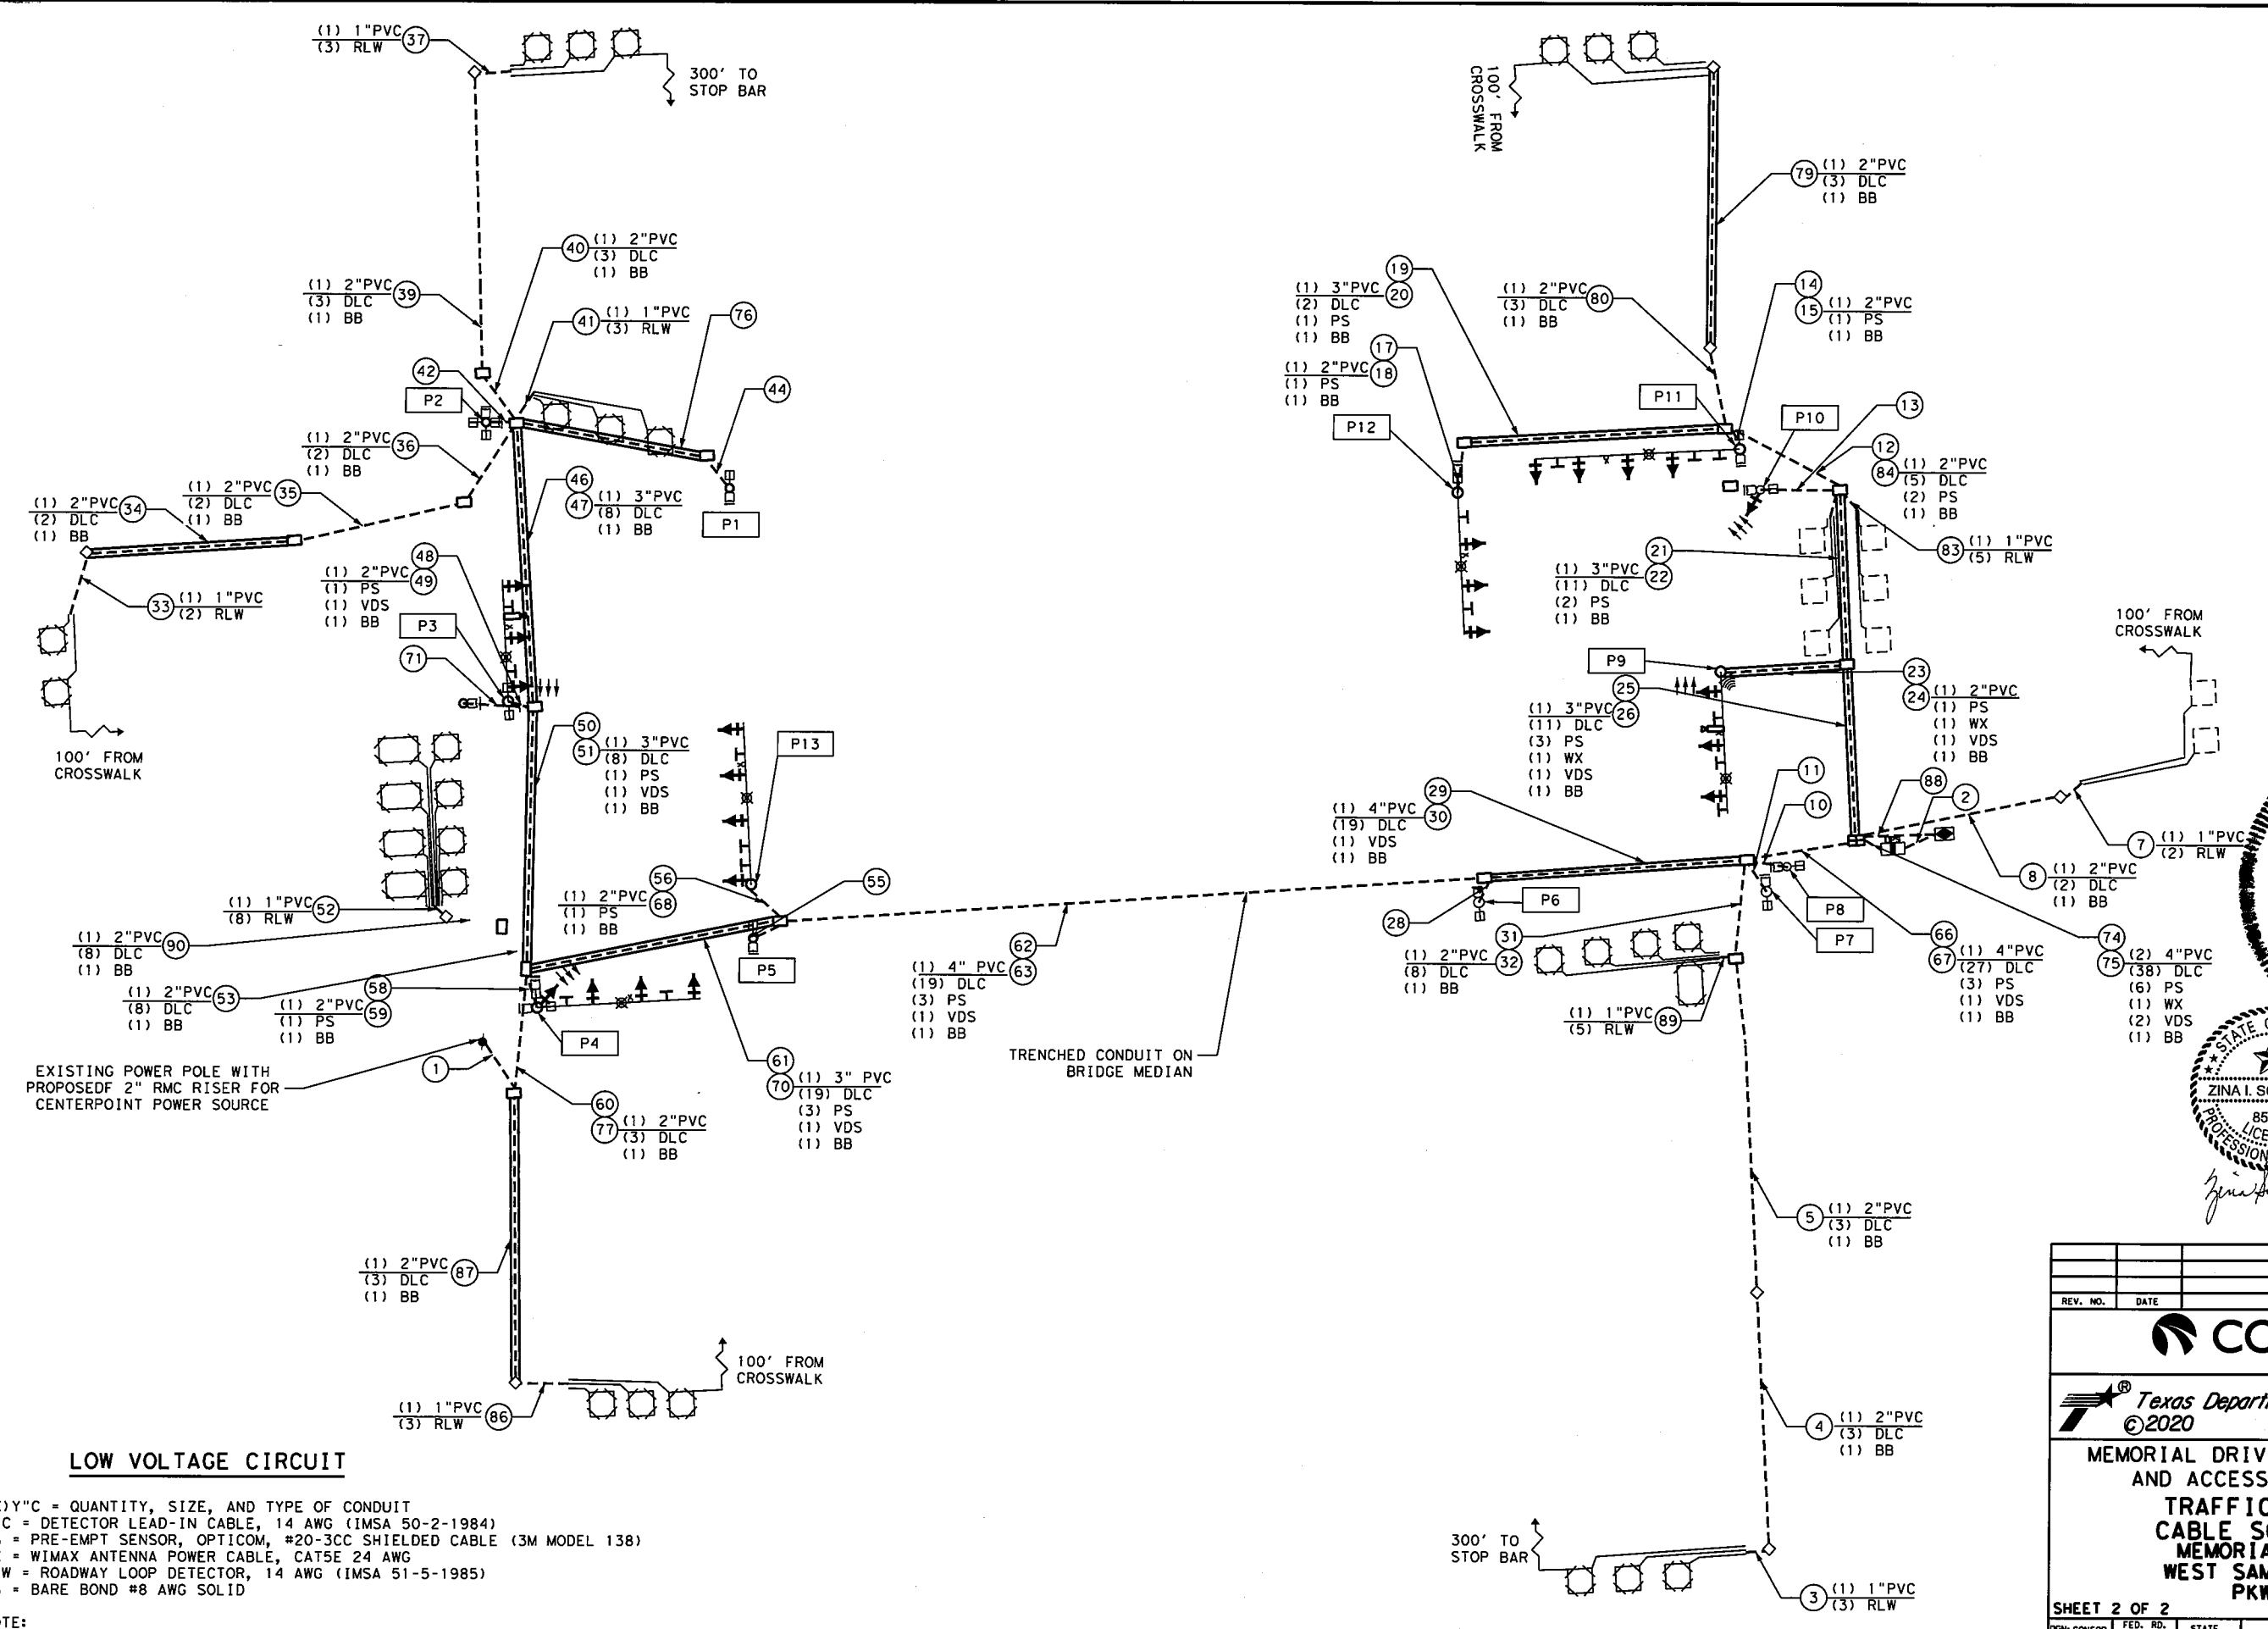 (1) 1"PVC
(3) RLW
37
300' TO
STOP BAR
100' FROM
CROSSWALK
79
(1) 2"PVC
(3) DLC
(1) BB
40
(1) 2"PVC
(3) DLC
(1) BB
(1) 2"PVC
(3) DLC
(1) BB
39
41
(1) 1"PVC
(3) RLW
76
42
P2
44
(1) 2"PVC
(2) DLC
(1) BB
36
(1) 2"PVC
(2) DLC
(1) BB
35
(1) 2"PVC
(2) DLC
(1) BB
34
P1
46
47
(1) 3"PVC
(8) DLC
(1) BB
48
(1) 2"PVC
(1) PS
(1) VDS
(1) BB
49
33
(1) 1"PVC
(2) RLW
P3
71
100' FROM
CROSSWALK
50
51
(1) 3"PVC
(8) DLC
(1) PS
(1) VDS
(1) BB
P13
(1) 1"PVC
(8) RLW
52
(1) 2"PVC
(8) DLC
(1) BB
90
(1) 2"PVC
(8) DLC
(1) BB
53
58
(1) 2"PVC
(1) PS
(1) BB
59
56
(1) 2"PVC
(1) PS
(1) BB
68
55
P5
P4
EXISTING POWER POLE WITH
PROPOSEDF 2" RMC RISER FOR
CENTERPOINT POWER SOURCE
1
60
77
(1) 2"PVC
(3) DLC
(1) BB
61
70
(1) 3" PVC
(19) DLC
(3) PS
(1) VDS
(1) BB
(1) 2"PVC
(3) DLC
(1) BB
87
100' FROM
CROSSWALK
(1) 1"PVC
(3) RLW
86
19
(1) 3"PVC
(2) DLC
(1) PS
(1) BB
20
17
(1) 2"PVC
(1) PS
(1) BB
18
P12
(1) 2"PVC
(3) DLC
(1) BB
80
14
15
(1) 2"PVC
(1) PS
(1) BB
P11
P10
13
12
84
(1) 2"PVC
(5) DLC
(2) PS
(1) BB
83
(1) 1"PVC
(5) RLW
21
(1) 3"PVC
(11) DLC
(2) PS
(1) BB
22
100' FROM
CROSSWALK
P9
23
24
(1) 2"PVC
(1) PS
(1) WX
(1) VDS
(1) BB
25
(1) 3"PVC
(11) DLC
(3) PS
(1) WX
(1) VDS
(1) BB
26
29
(1) 4"PVC
(19) DLC
(1) VDS
(1) BB
30
11
10
88
2
7
(1) 1"PVC
(2) RLW
8
(1) 2"PVC
(2) DLC
(1) BB
P6
P8
P7
28
31
(1) 2"PVC
(8) DLC
(1) BB
32
62
(1) 4" PVC
(19) DLC
(3) PS
(1) VDS
(1) BB
63
66
67
(1) 4"PVC
(27) DLC
(3) PS
(1) VDS
(1) BB
74
75
(2) 4"PVC
(38) DLC
(6) PS
(1) WX
(2) VDS
(1) BB
(1) 1"PVC
(5) RLW
89
TRENCHED CONDUIT ON
BRIDGE MEDIAN
5
(1) 2"PVC
(3) DLC
(1) BB
4
(1) 2"PVC
(3) DLC
(1) BB
300' TO
STOP BAR
3
(1) 1"PVC
(3) RLW
LOW VOLTAGE CIRCUIT
)Y"C = QUANTITY, SIZE, AND TYPE OF CONDUIT
C = DETECTOR LEAD-IN CABLE, 14 AWG (IMSA 50-2-1984)
= PRE-EMPT SENSOR, OPTICOM, #20-3CC SHIELDED CABLE (3M MODEL 138)
= WIMAX ANTENNA POWER CABLE, CAT5E 24 AWG
W = ROADWAY LOOP DETECTOR, 14 AWG (IMSA 51-5-1985)
= BARE BOND #8 AWG SOLID
TE:
STATE
ZINA I. S
85
LICE
PROFESSION
REV. NO. DATE
CO
Texas Depart
©2020
MEMORIAL DRIV
AND ACCESS
TRAFFIC
CABLE S
MEMORIA
WEST SAM
PKW
SHEET 2 OF 2
FED. RD. STATE